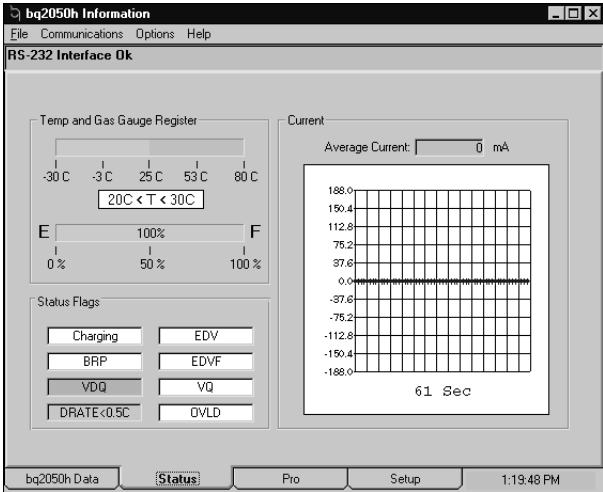 bq2050h Information
File Communications Options Help
RS-232 Interface Ok
Temp and Gas Gauge Register
-30 C -3 C 25 C 53 C 80 C
20C < T < 30C
E 100% F
0 % 50 % 100 %
Status Flags
Charging EDV
BRP EDVF
VDQ VQ
DRATE<0.5C OVLD
Current
Average Current: 0 mA
188.0
150.4
112.8
75.2
37.6
0.0
-37.6
-75.2
-112.8
-150.4
-188.0
61 Sec
bq2050h Data Status Pro Setup 1:19:48 PM